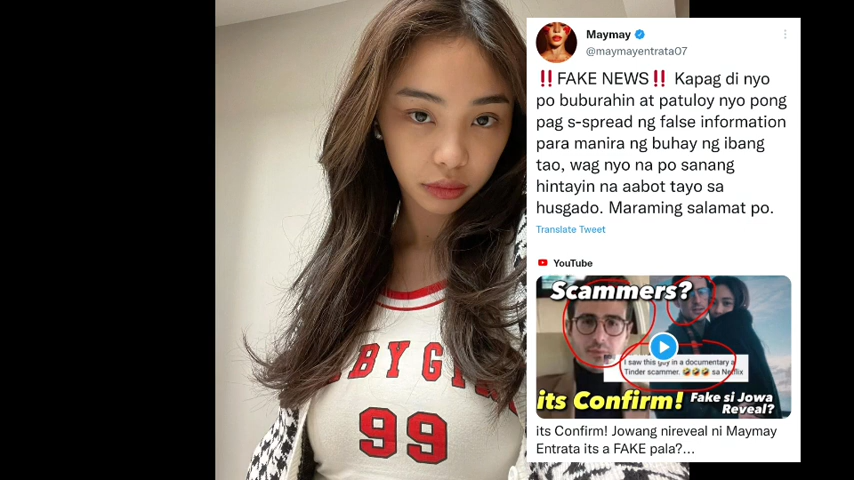 BABY GIRL
99
Maymay
@maymayentrata07
‼️FAKE NEWS‼️ Kapag di nyo
po buburahin at patuloy nyo pong
pag s-spread ng false information
para manira ng buhay ng ibang
tao, wag nyo na po sanang
hintayin na aabot tayo sa
husgado. Maraming salamat po.
Translate Tweet
YouTube
Scammers?
I saw this guy in a documentary a
Tinder scammer. 🤣🤣🤣 sa Netflix
its Confirm!
Fake si Jowa
Reveal?
its Confirm! Jowang nireveal ni Maymay
Entrata its a FAKE pala?...